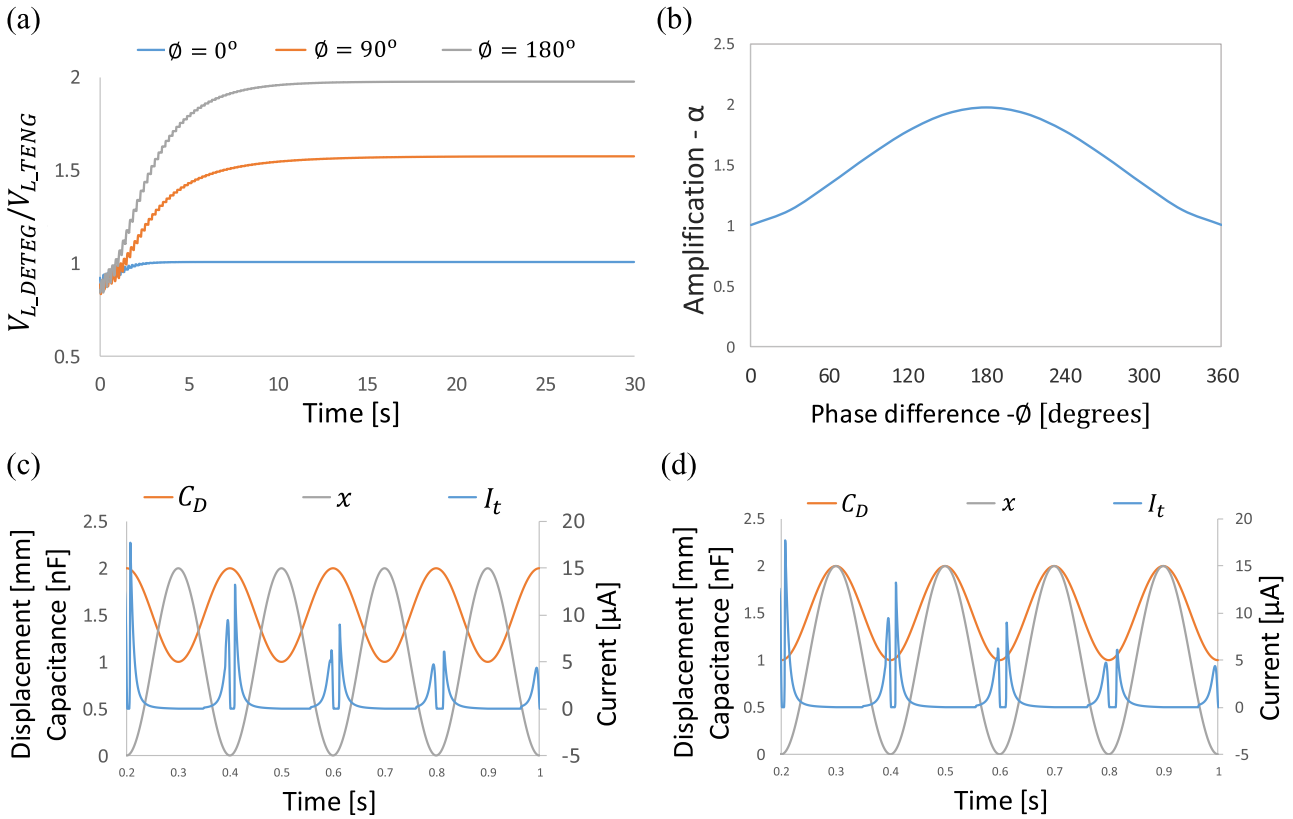 (a)
∅ = 0º ∅ = 90º ∅ = 180º
V_L_DETEG/V_L_TENG
2
1.5
1
0.5
0 5 10 15 20 25 30
Time [s]
(b)
Amplification - α
2.5
2
1.5
1
0.5
0
0 60 120 180 240 300 360
Phase difference -∅ [degrees]
(c)
C_D x I_t
Displacement [mm]
Capacitance [nF]
2.5
2
1.5
1
0.5
0
20
15
10
5
0
-5
Current [μA]
0.2 0.3 0.4 0.5 0.6 0.7 0.8 0.9 1
Time [s]
(d)
C_D x I_t
Displacement [mm]
Capacitance [nF]
2.5
2
1.5
1
0.5
0
20
15
10
5
0
-5
Current [μA]
0.2 0.3 0.4 0.5 0.6 0.7 0.8 0.9 1
Time [s]